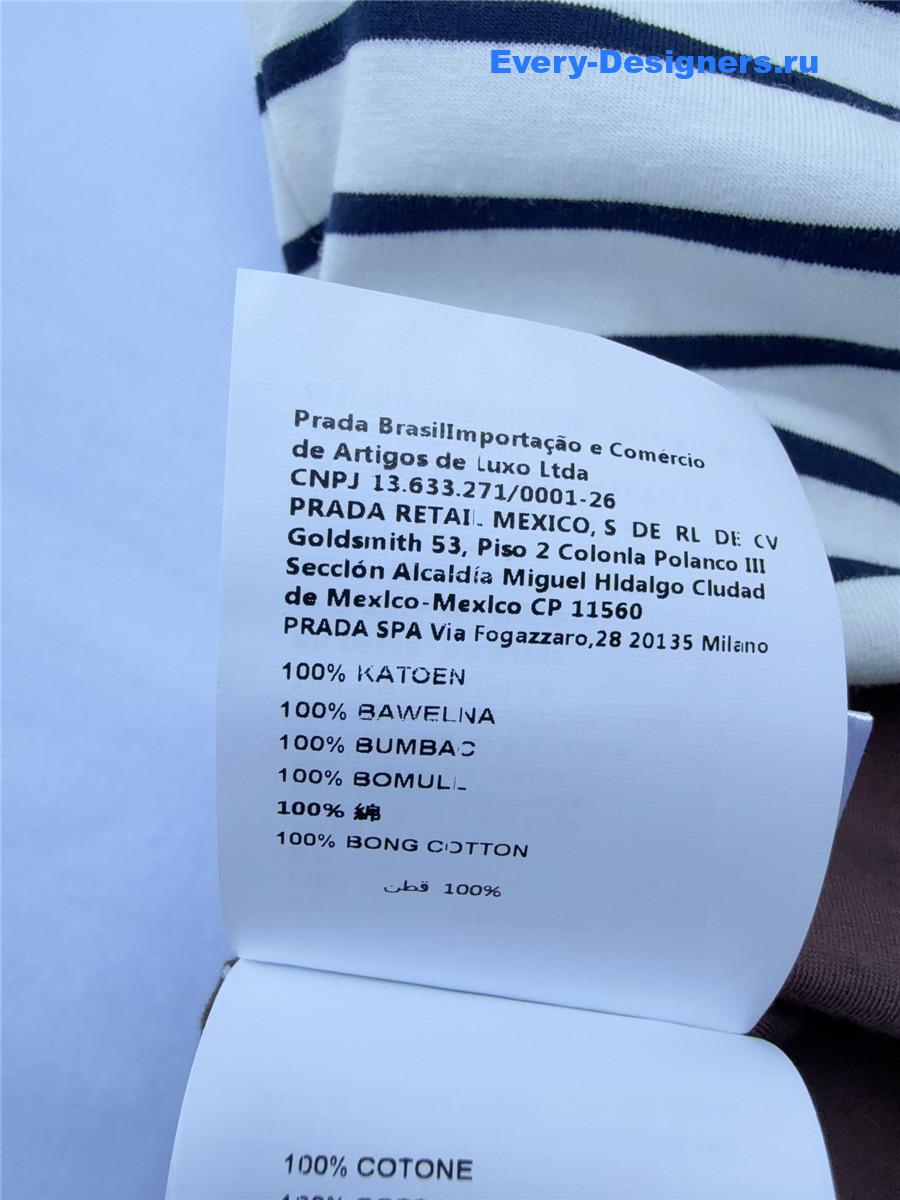 Every-Designers.ru
Prada BrasilImportação e Comércio
de Artigos de Luxo Ltda
CNPJ 13.633.271/0001-26
PRADA RETAIL MEXICO, S DE RL DE CV
Goldsmith 53, Piso 2 Colonla Polanco III
Secclón Alcaldía Miguel Hldalgo Cludad
de Mexlco-Mexlco CP 11560
PRADA SPA Via Fogazzaro,28 20135 Milano
100% KATOEN
100% BAWELNA
100% BUMBAC
100% BOMULL
100% 綿
100% BONG COTTON
100% قطن
100% COTONE